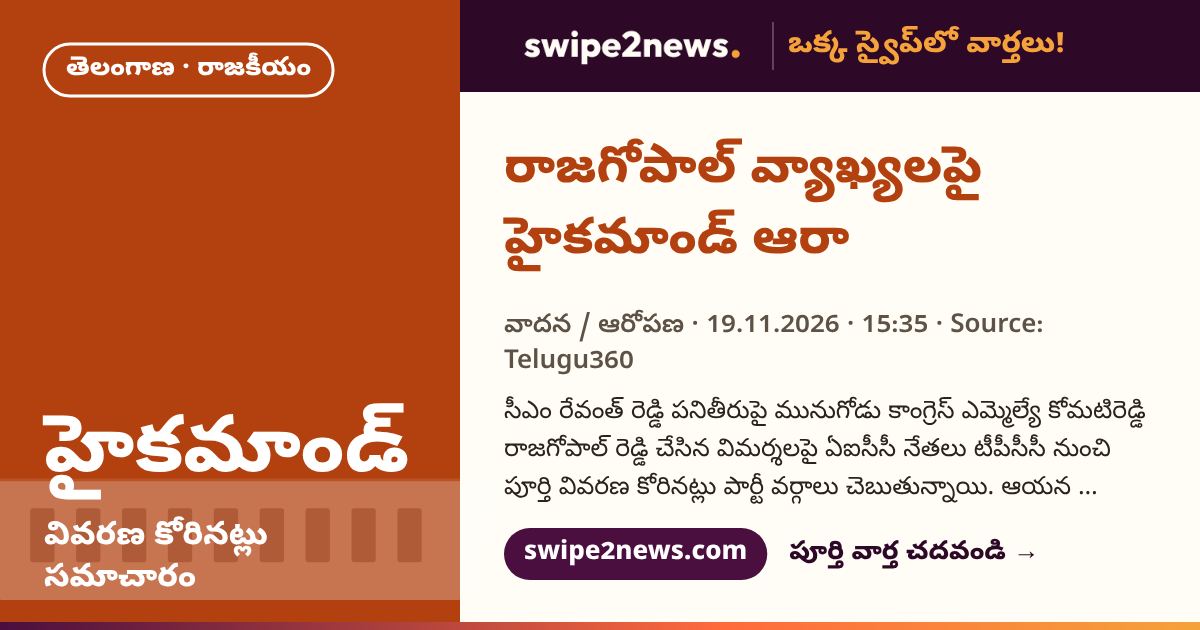 తెలంగాణ · రాజకీయం
హైకమాండ్
వివరణ కోరినట్లు
సమాచారం
swipe2news. ఒక్క స్వైప్‌లో వార్తలు!
రాజగోపాల్ వ్యాఖ్యలపై
హైకమాండ్ ఆరా
వాదన / ఆరోపణ · 19.11.2026 · 15:35 · Source:
Telugu360
సీఎం రేవంత్ రెడ్డి పనితీరుపై మునుగోడు కాంగ్రెస్ ఎమ్మెల్యే కోమటిరెడ్డి
రాజగోపాల్ రెడ్డి చేసిన విమర్శలపై ఏఐసీసీ నేతలు టీపీసీసీ నుంచి
పూర్తి వివరణ కోరినట్లు పార్టీ వర్గాలు చెబుతున్నాయి. ఆయన ...
swipe2news.com పూర్తి వార్త చదవండి →